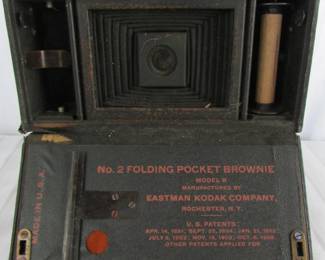 No. 2 FOLDING POCKET BROWNIE
MODEL B
MANUFACTURED BY
EASTMAN KODAK COMPANY,
ROCHESTER, N.Y.
U.S. PATENTS
OTHER PATENTS APPLIED FOR
MADE IN U.S.A.